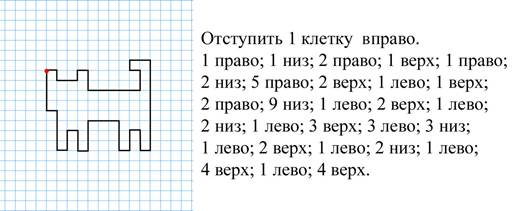 Отступить 1 клетку вправо.
1 право; 1 низ; 2 право; 1 верх; 1 право;
2 низ; 5 право; 2 верх; 1 лево; 1 верх;
2 право; 9 низ; 1 лево; 2 верх; 1 лево;
2 низ; 1 лево; 3 верх; 3 лево; 3 низ;
1 лево; 2 верх; 1 лево; 2 низ; 1 лево;
4 верх; 1 лево; 4 верх.